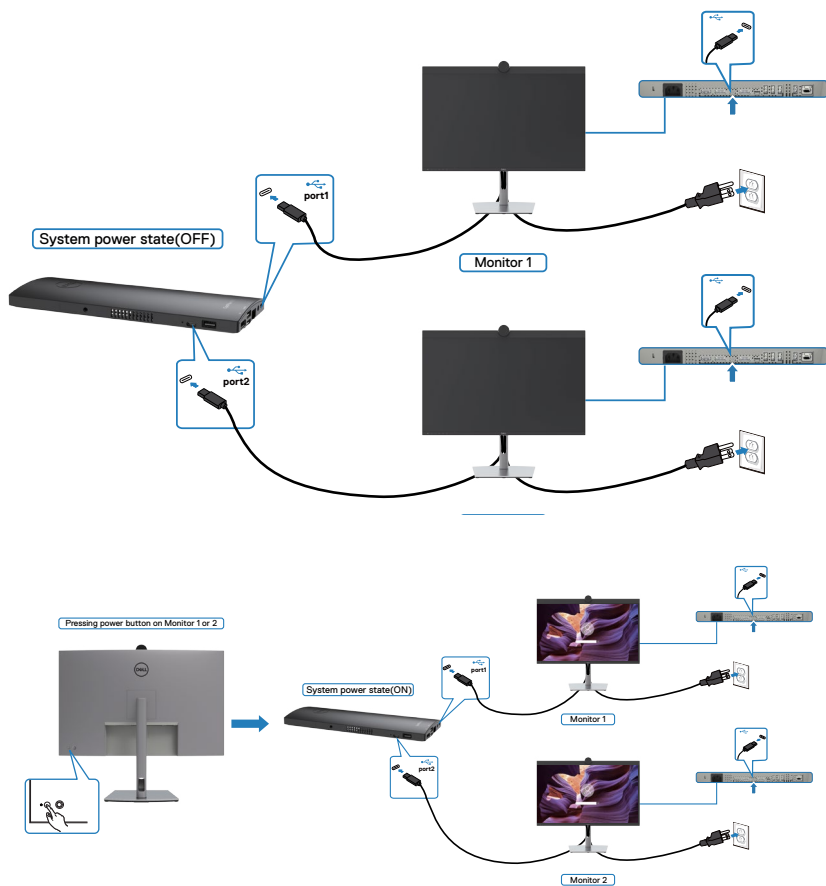 port1
System power state(OFF)
Monitor 1
port2
Pressing power button on Monitor 1 or 2
DELL
System power state(ON)
port1
Monitor 1
port2
Monitor 2